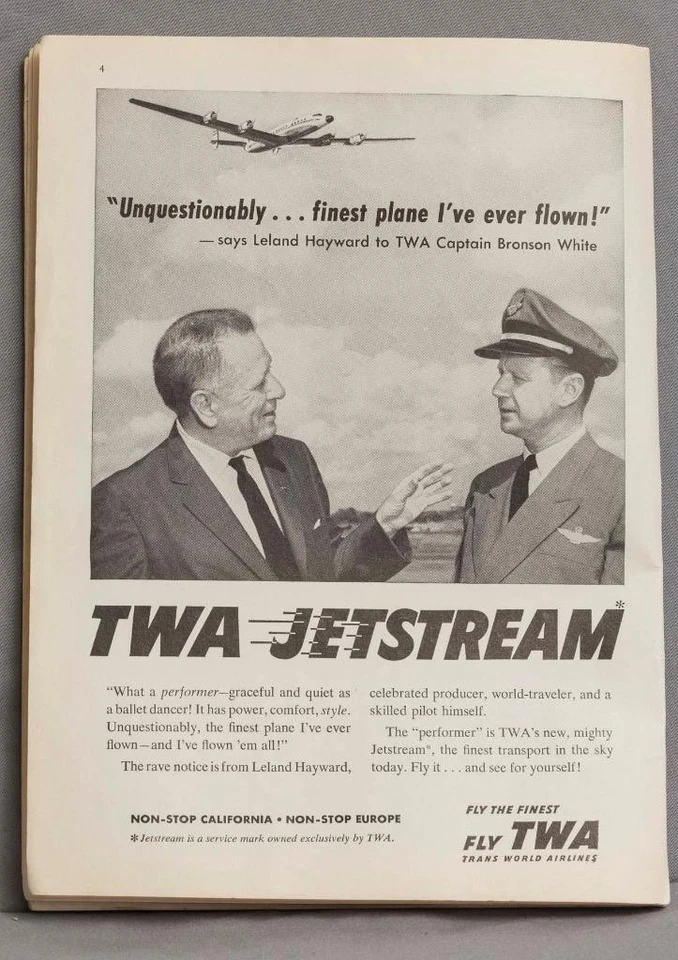 4
"Unquestionably . . . finest plane I've ever flown!"
— says Leland Hayward to TWA Captain Bronson White
TWA JETSTREAM*
"What a performer—graceful and quiet as
a ballet dancer! It has power, comfort, style.
Unquestionably, the finest plane I've ever
flown—and I've flown 'em all!"
The rave notice is from Leland Hayward,
celebrated producer, world-traveler, and a
skilled pilot himself.
The "performer" is TWA's new, mighty
Jetstream*, the finest transport in the sky
today. Fly it . . . and see for yourself!
NON-STOP CALIFORNIA • NON-STOP EUROPE
*Jetstream is a service mark owned exclusively by TWA.
FLY THE FINEST
FLY TWA
TRANS WORLD AIRLINES